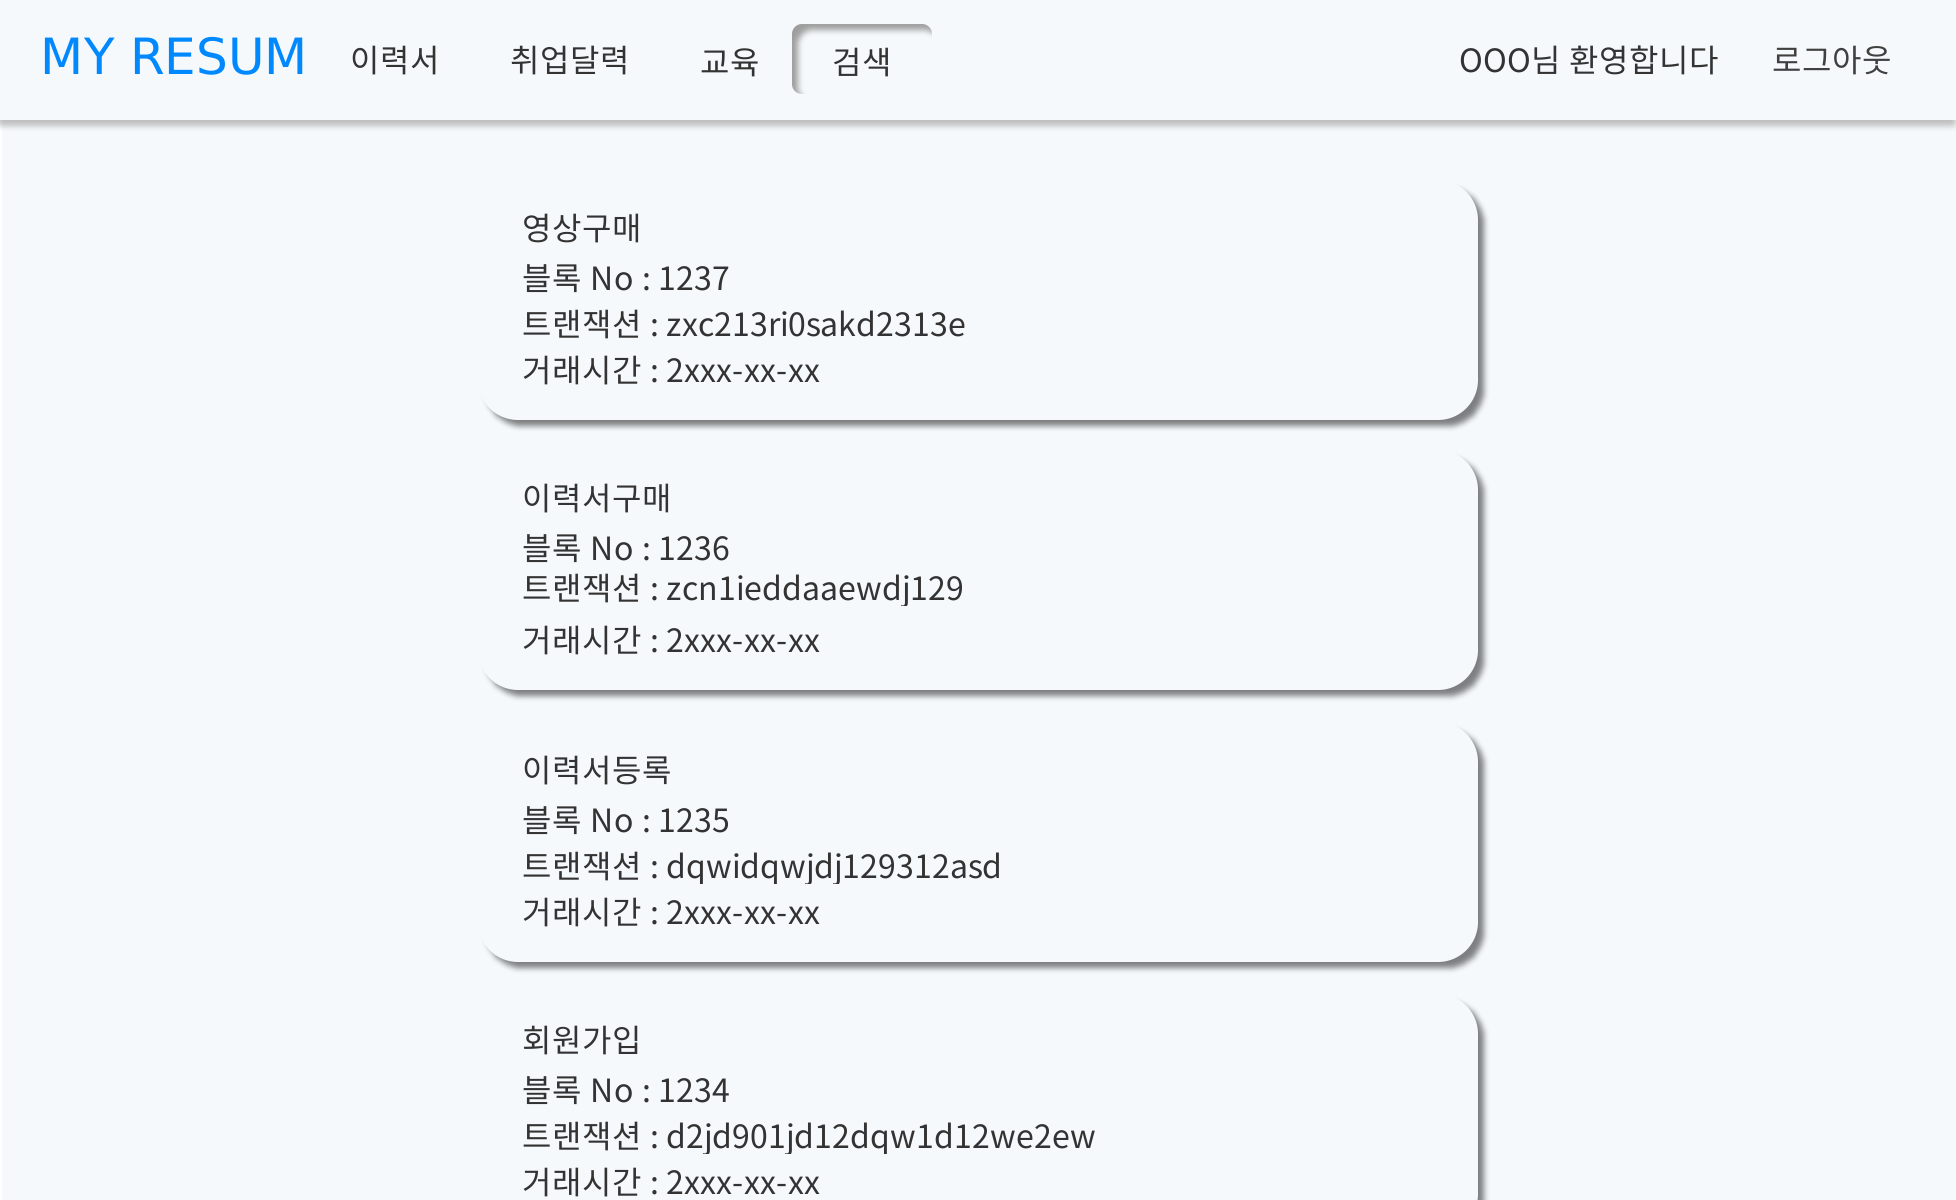 MY RESUM 이력서 취업달력 교육 검색 OOO님 환영합니다 로그아웃
영상구매
블록 No : 1237
트랜잭션 : zxc213ri0sakd2313e
거래시간 : 2xxx-xx-xx
이력서구매
블록 No : 1236
트랜잭션 : zcn1ieddaaewdj129
거래시간 : 2xxx-xx-xx
이력서등록
블록 No : 1235
트랜잭션 : dqwidqwjdj129312asd
거래시간 : 2xxx-xx-xx
회원가입
블록 No : 1234
트랜잭션 : d2jd901jd12dqw1d12we2ew
거래시간 : 2xxx-xx-xx